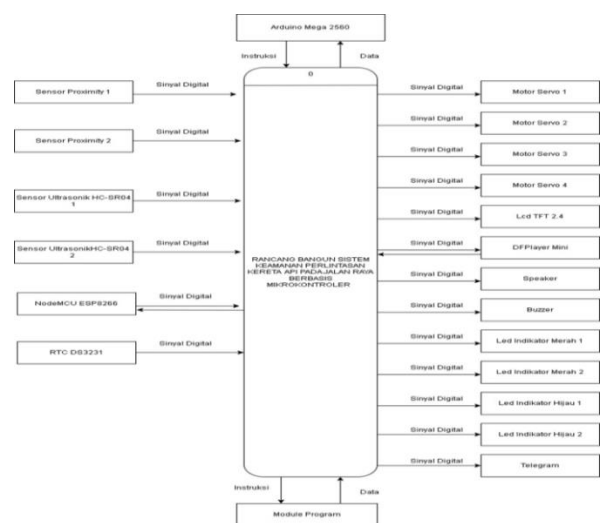 Arduino Mega 2560
Instruksi
Data
0
Sensor Proximity 1
Sinyal Digital
Sensor Proximity 2
Sinyal Digital
Sensor Ultrasonik HC-SR04
1
Sinyal Digital
Sensor UltrasonikHC-SR04
2
Sinyal Digital
NodeMCU ESP8266
Sinyal Digital
RTC DS3231
Sinyal Digital
RANCANG BANGUN SISTEM
KEAMANAN PERLINTASAN
KERETA API PADAJALAN RAYA
BERBASIS
MIKROKONTROLER
Sinyal Digital
Motor Servo 1
Sinyal Digital
Motor Servo 2
Sinyal Digital
Motor Servo 3
Sinyal Digital
Motor Servo 4
Sinyal Digital
Lcd TFT 2.4
Sinyal Digital
DFPlayer Mini
Sinyal Digital
Speaker
Sinyal Digital
Buzzer
Sinyal Digital
Led Indikator Merah 1
Sinyal Digital
Led Indikator Merah 2
Sinyal Digital
Led Indikator Hijau 1
Sinyal Digital
Led Indikator Hijau 2
Sinyal Digital
Telegram
Instruksi
Data
Module Program